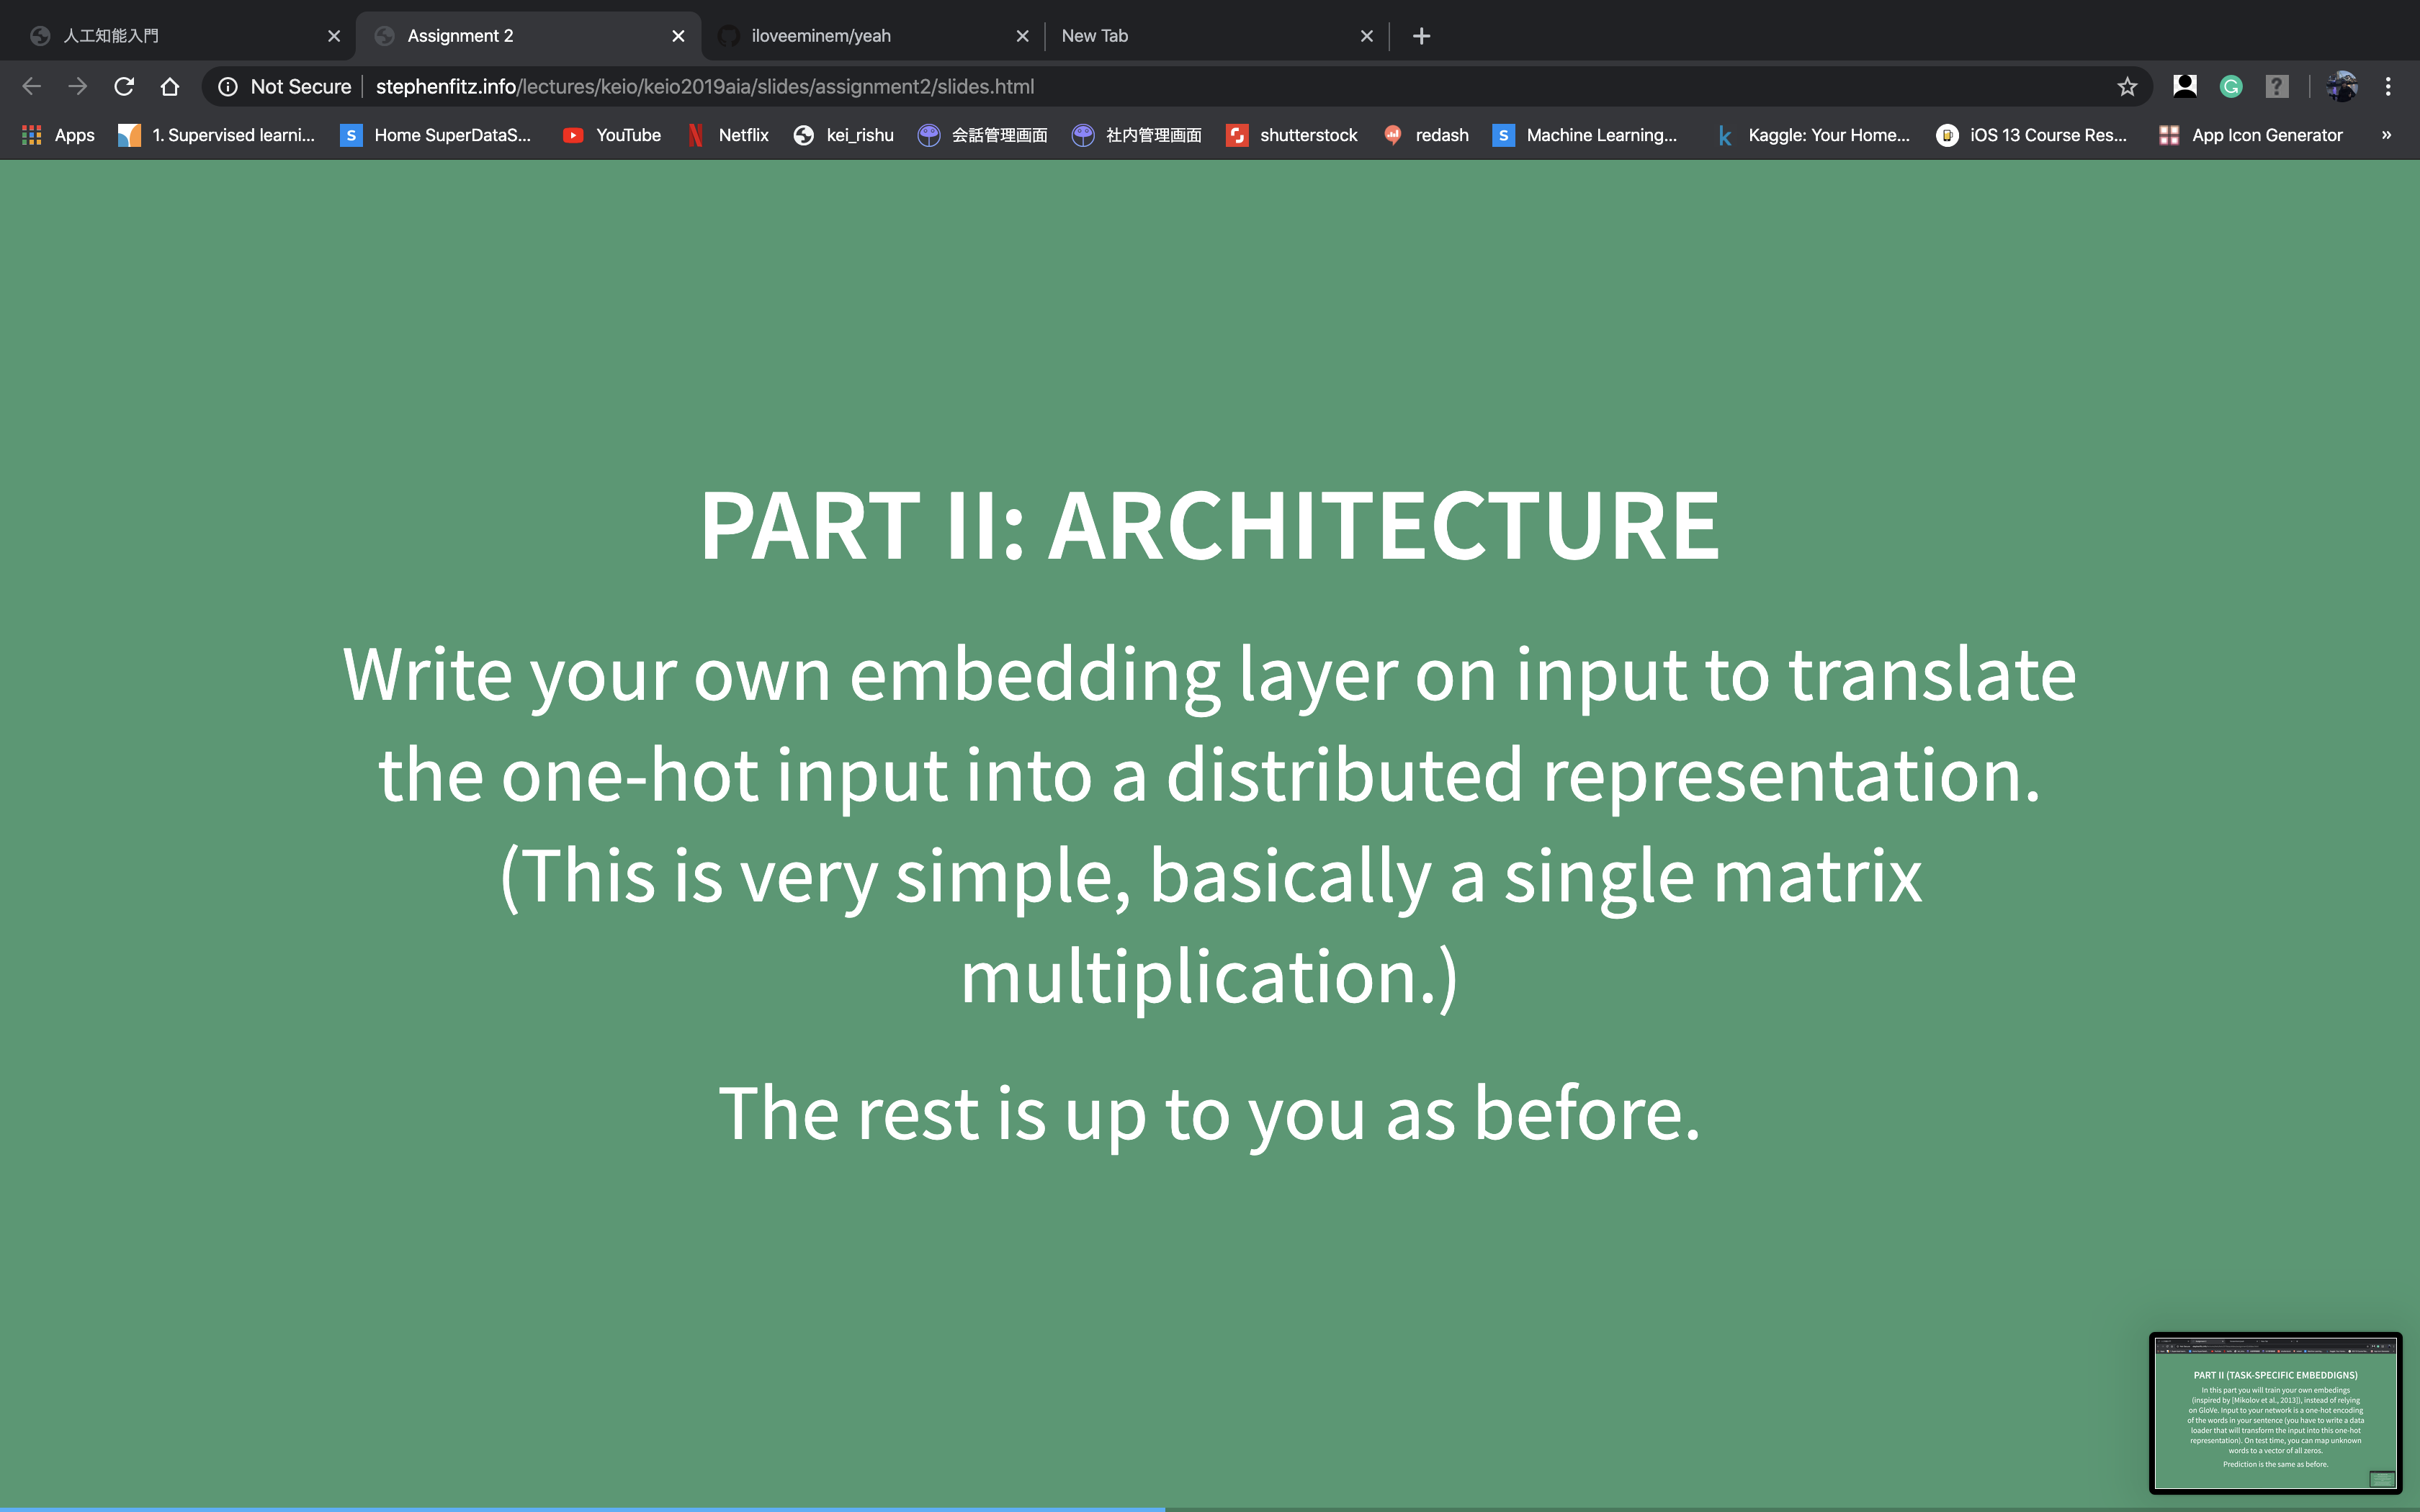 人工知能入門
Assignment 2
iloveeminem/yeah
New Tab
Not Secure
stephenfitz.info/lectures/keio/keio2019aia/slides/assignment2/slides.html
Apps
1. Supervised learni...
Home SuperDataS...
YouTube
Netflix
kei_rishu
会話管理画面
社内管理画面
shutterstock
redash
Machine Learning...
Kaggle: Your Home...
iOS 13 Course Res...
App Icon Generator
»
PART II: ARCHITECTURE
Write your own embedding layer on input to translate
the one-hot input into a distributed representation.
(This is very simple, basically a single matrix
multiplication.)
The rest is up to you as before.
PART II (TASK-SPECIFIC EMBEDDIGNS)
In this part you will train your own embedings
(inspired by [Mikolov et al., 2013]), instead of relying
on GloVe. Input to your network is a one-hot encoding
of the words in your sentence (you have to write a data
loader that will transform the input into this one-hot
representation). On test time, you can map unknown
words to a vector of all zeros.
Prediction is the same as before.